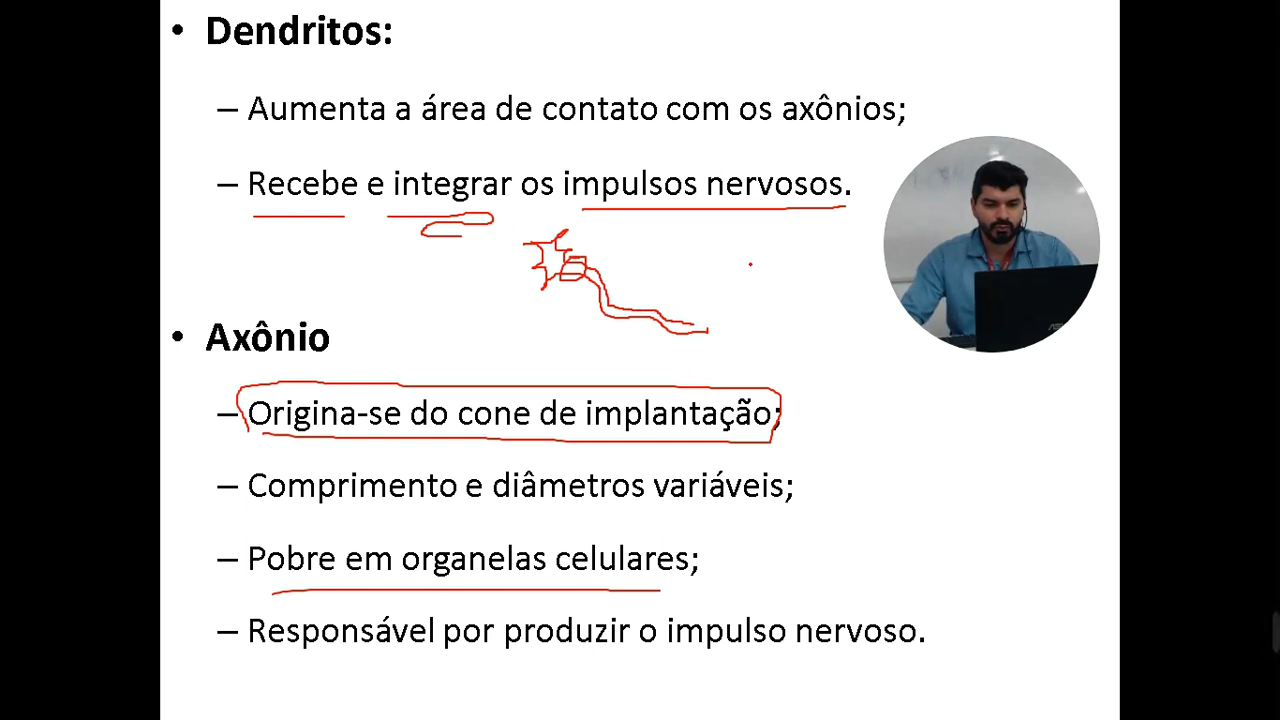 • Dendritos:
– Aumenta a área de contato com os axônios;
– Recebe e integrar os impulsos nervosos.
• Axônio
– Origina-se do cone de implantação;
– Comprimento e diâmetros variáveis;
– Pobre em organelas celulares;
– Responsável por produzir o impulso nervoso.